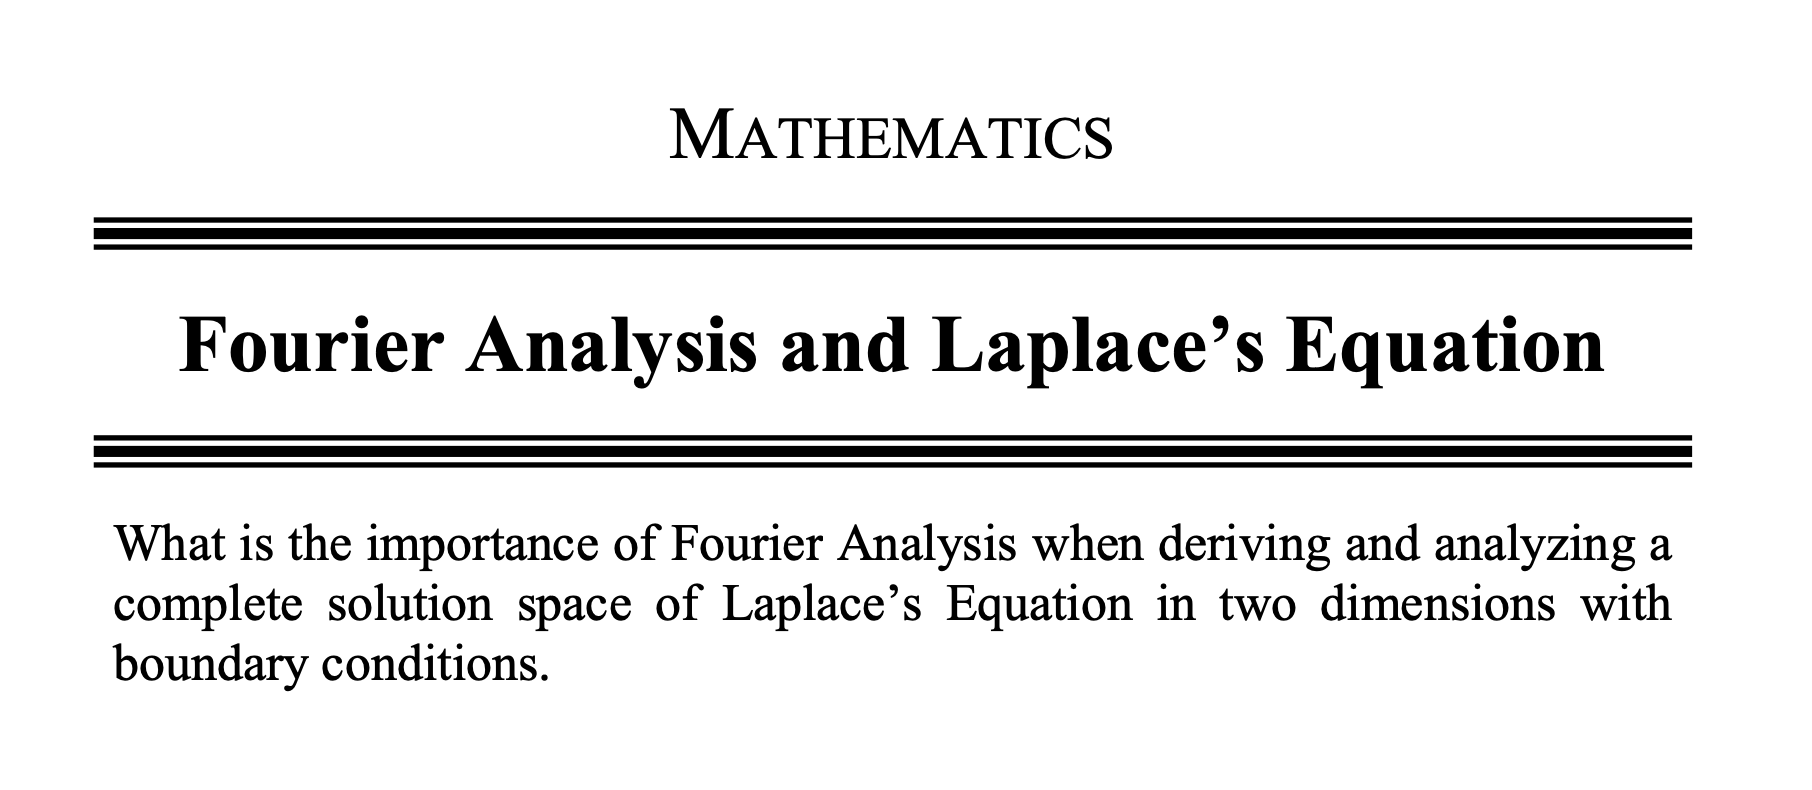 MATHEMATICS
Fourier Analysis and Laplace’s Equation
What is the importance of Fourier Analysis when deriving and analyzing a
complete solution space of Laplace’s Equation in two dimensions with
boundary conditions.